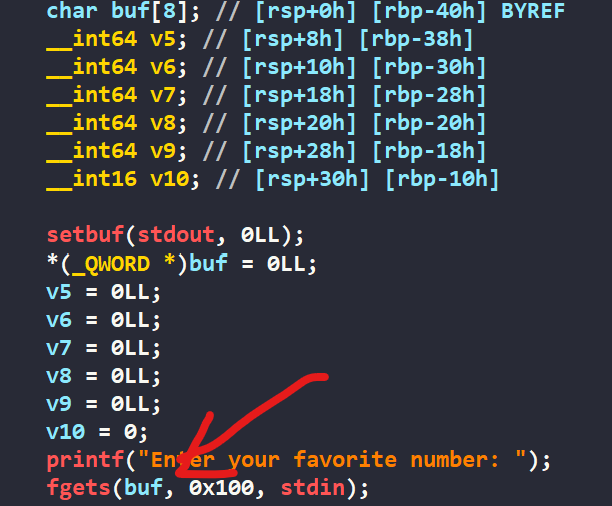 char buf[8]; // [rsp+0h] [rbp-40h] BYREF
__int64 v5; // [rsp+8h] [rbp-38h]
__int64 v6; // [rsp+10h] [rbp-30h]
__int64 v7; // [rsp+18h] [rbp-28h]
__int64 v8; // [rsp+20h] [rbp-20h]
__int64 v9; // [rsp+28h] [rbp-18h]
__int16 v10; // [rsp+30h] [rbp-10h]
setbuf(stdout, 0LL);
*(_QWORD *)buf = 0LL;
v5 = 0LL;
v6 = 0LL;
v7 = 0LL;
v8 = 0LL;
v9 = 0LL;
v10 = 0;
printf("Enter your favorite number: ");
fgets(buf, 0x100, stdin);